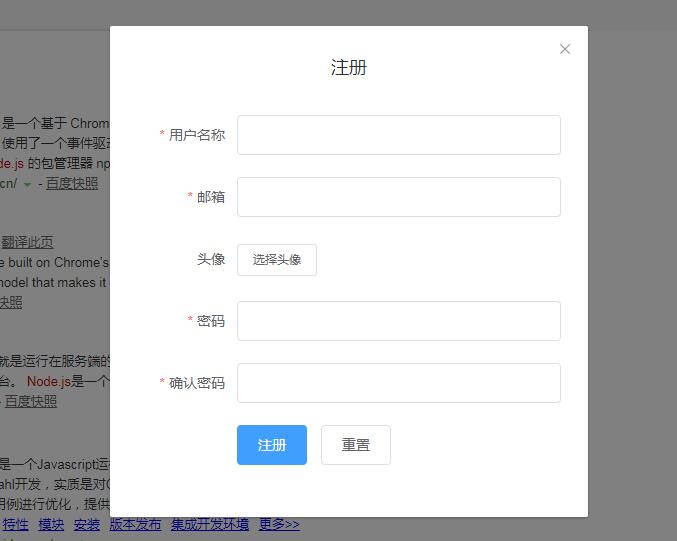 注册
* 用户名称
* 邮箱
头像 选择头像
* 密码
* 确认密码
注册 重置
是一个基于 Chrom
使用了一个事件驱动
de.js 的包管理器 np
cn/ - 百度快照
翻译此页
e built on Chrome's
model that makes it
快照
就是运行在服务端的
台。 Node.js是一个
- 百度快照
是一个Javascript运行
ahl开发，实质是对C
用例进行优化，提供
特性 模块 安装 版本发布 集成开发环境 更多>>